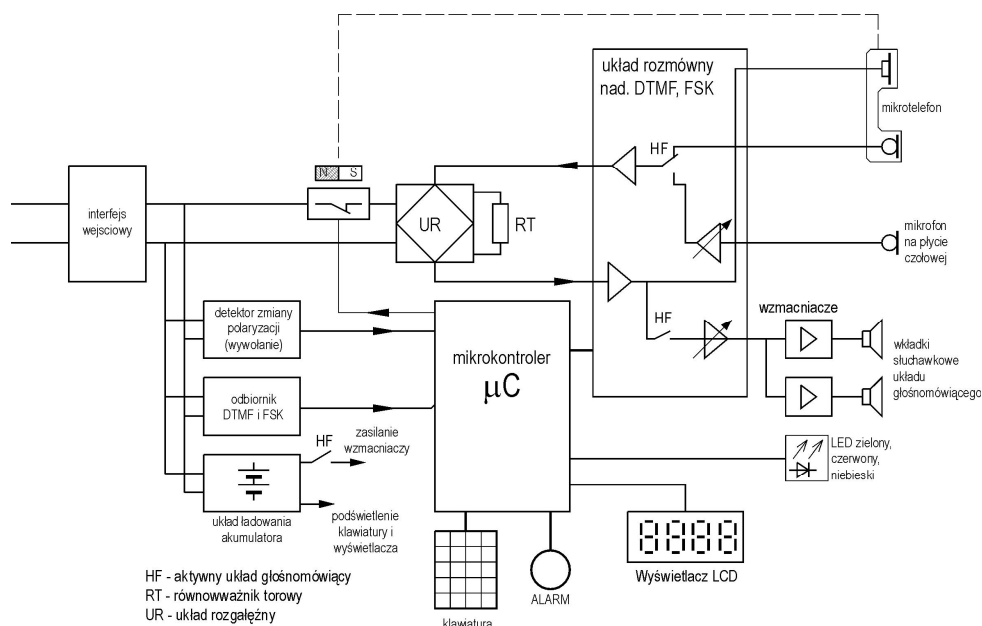 układ rozmówny
nad. DTMF, FSK
mikrotelefon
HF
N S
interfejs
wejsciowy
UR
RT
mikrofon
na płycie
czołowej
detektor zmiany
polaryzacji
(wywołanie)
mikrokontroler
μC
HF
wzmacniacze
wkładki
słuchawkowe
układu
głośnomówiącego
odbiornik
DTMF i FSK
HF
zasilanie
wzmacniaczy
LED zielony,
czerwony,
niebieski
układ ładowania
akumulatora
podświetlenie
klawiatury i
wyświetlacza
8888
Wyświetlacz LCD
ALARM
klawiatura
HF - aktywny układ głośnomówiący
RT - równowważnik torowy
UR - układ rozgałęźny